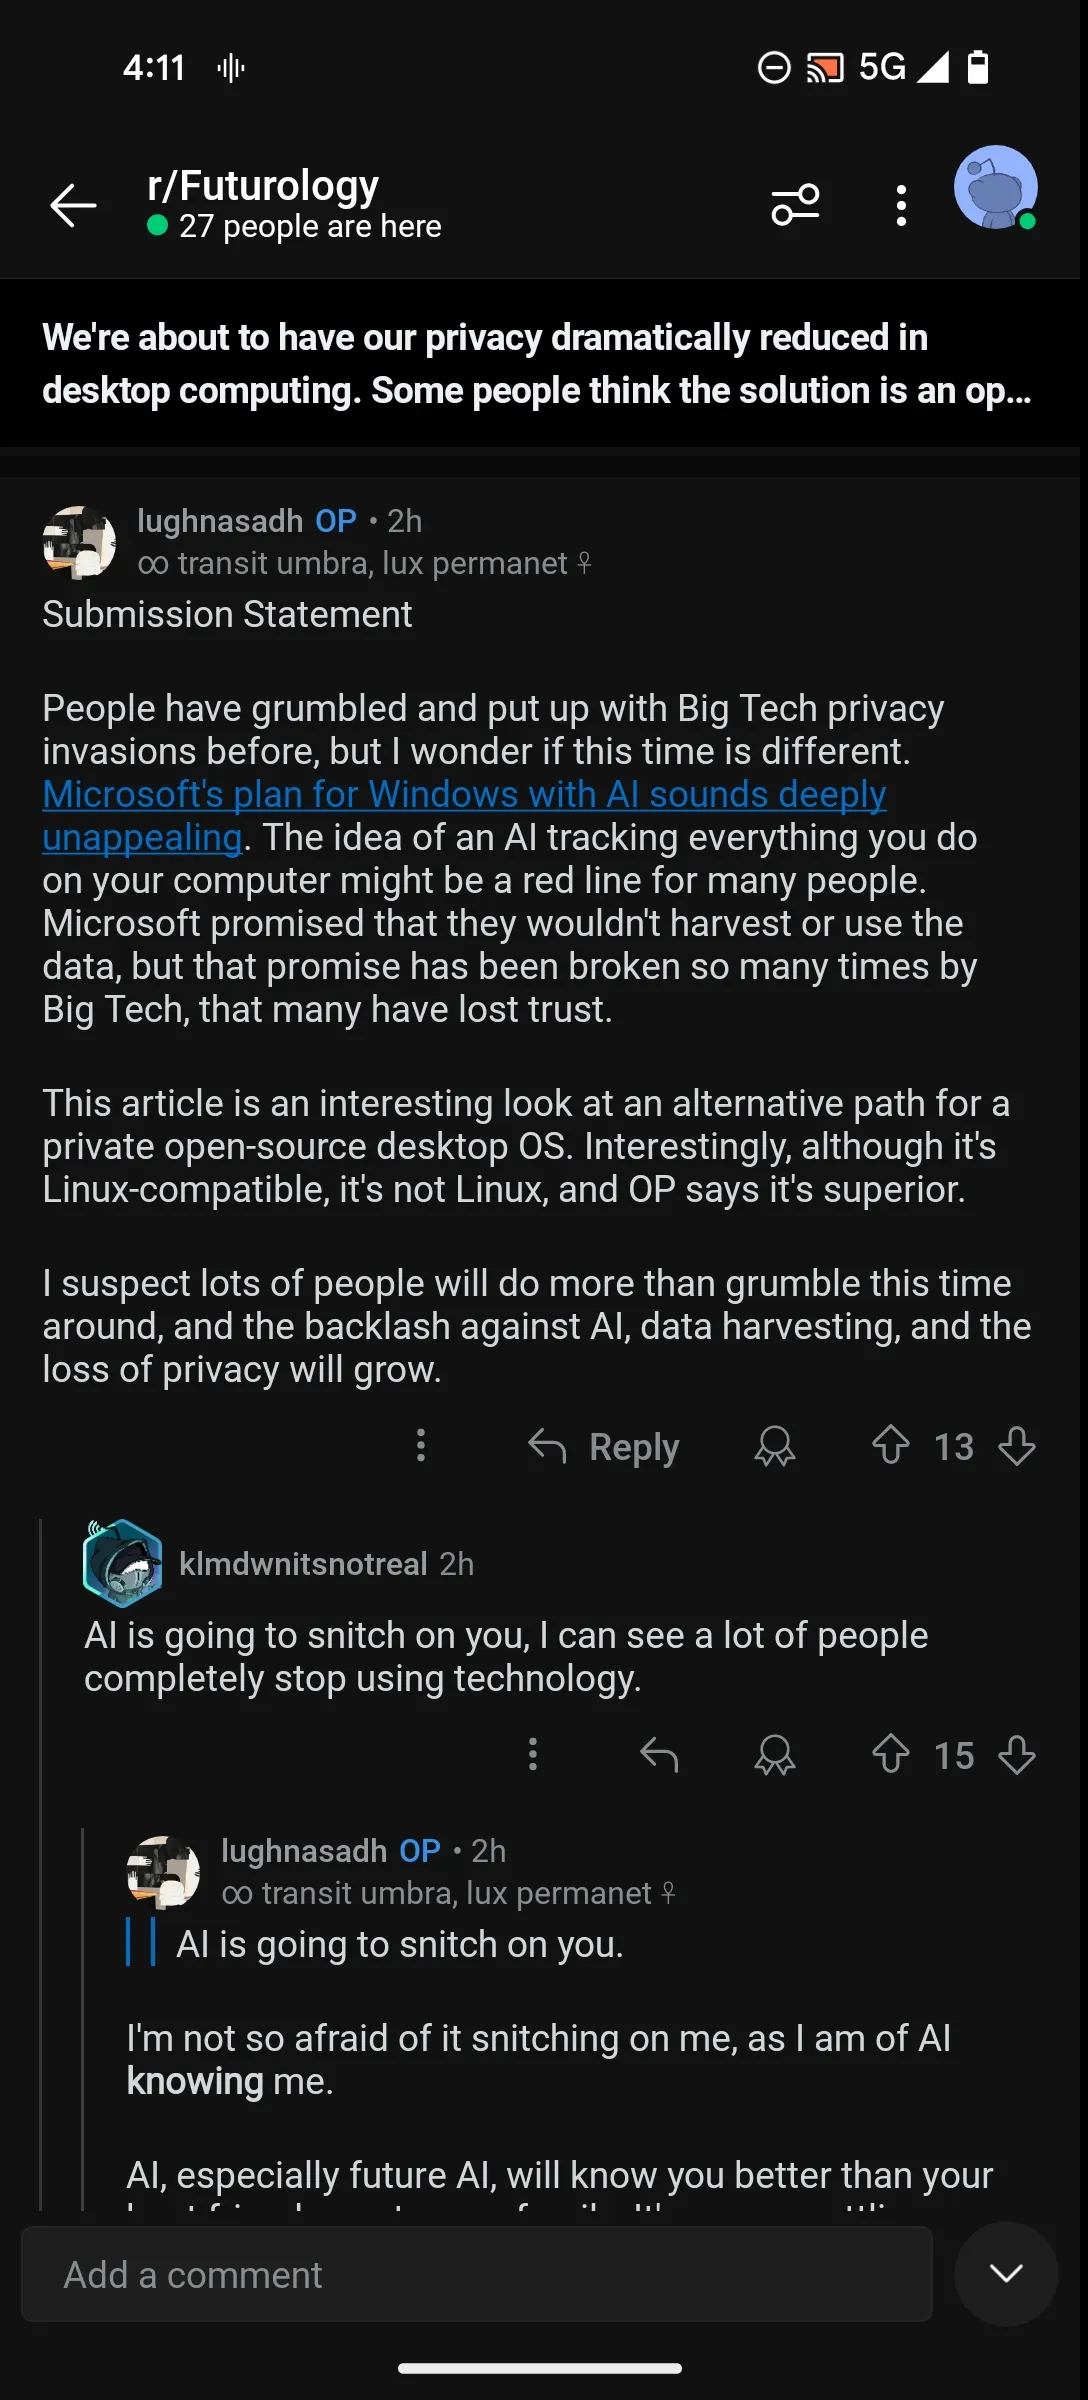 4:11
5G
r/Futurology
27 people are here
We're about to have our privacy dramatically reduced in
desktop computing. Some people think the solution is an op...
lughnasadh OP • 2h
∞ transit umbra, lux permanet ♀
Submission Statement
People have grumbled and put up with Big Tech privacy
invasions before, but I wonder if this time is different.
Microsoft's plan for Windows with AI sounds deeply
unappealing. The idea of an AI tracking everything you do
on your computer might be a red line for many people.
Microsoft promised that they wouldn't harvest or use the
data, but that promise has been broken so many times by
Big Tech, that many have lost trust.
This article is an interesting look at an alternative path for a
private open-source desktop OS. Interestingly, although it's
Linux-compatible, it's not Linux, and OP says it's superior.
I suspect lots of people will do more than grumble this time
around, and the backlash against AI, data harvesting, and the
loss of privacy will grow.
Reply 13
klmdwnitsnotreal 2h
AI is going to snitch on you, I can see a lot of people
completely stop using technology.
15
lughnasadh OP • 2h
∞ transit umbra, lux permanet ♀
AI is going to snitch on you.
I'm not so afraid of it snitching on me, as I am of AI
knowing me.
AI, especially future AI, will know you better than your
Add a comment